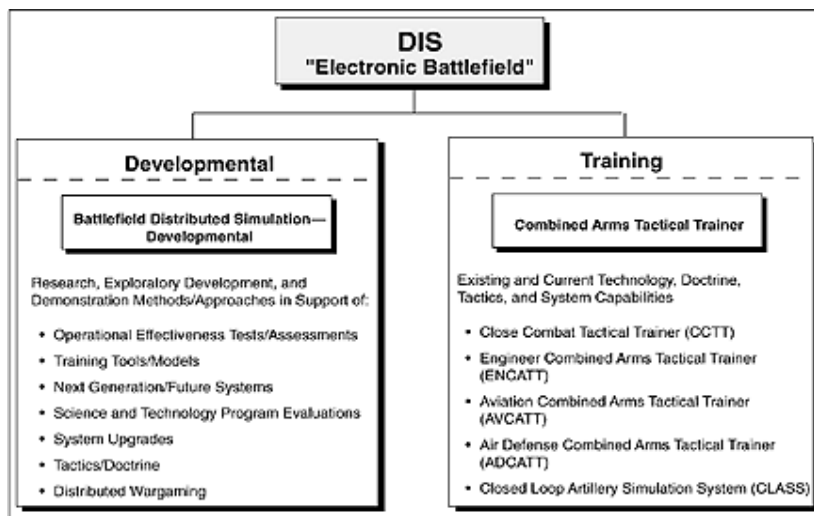 DIS
"Electronic Battlefield"
Developmental
Battlefield Distributed Simulation—
Developmental
Research, Exploratory Development, and
Demonstration Methods/Approaches in Support of:
• Operational Effectiveness Tests/Assessments
• Training Tools/Models
• Next Generation/Future Systems
• Science and Technology Program Evaluations
• System Upgrades
• Tactics/Doctrine
• Distributed Wargaming
Training
Combined Arms Tactical Trainer
Existing and Current Technology, Doctrine,
Tactics, and System Capabilities
• Close Combat Tactical Trainer (CCTT)
• Engineer Combined Arms Tactical Trainer
(ENCATT)
• Aviation Combined Arms Tactical Trainer
(AVCATT)
• Air Defense Combined Arms Tactical Trainer
(ADCATT)
• Closed Loop Artillery Simulation System (CLASS)